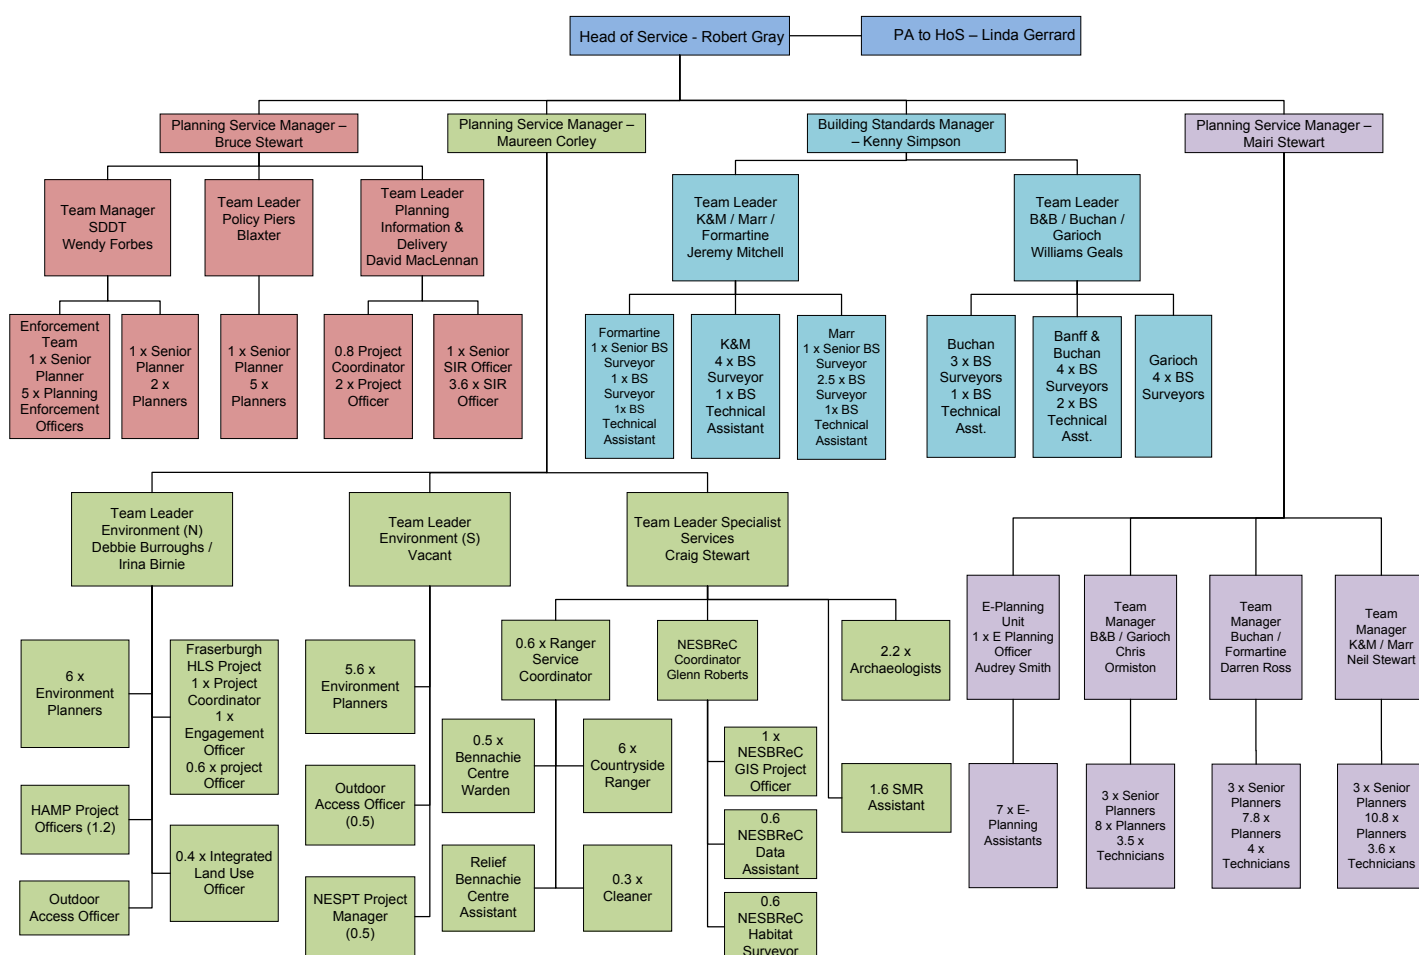 Head of Service - Robert Gray
PA to HoS – Linda Gerrard
Planning Service Manager –
Bruce Stewart
Planning Service Manager –
Maureen Corley
Building Standards Manager
– Kenny Simpson
Planning Service Manager –
Mairi Stewart
Team Manager
SDDT
Wendy Forbes
Team Leader
Policy Piers
Blaxter
Team Leader
Planning
Information &
Delivery
David MacLennan
Team Leader
K&M / Marr /
Formartine
Jeremy Mitchell
Team Leader
B&B / Buchan /
Garioch
Williams Geals
Enforcement
Team
1 x Senior
Planner
5 x Planning
Enforcement
Officers
1 x Senior
Planner
2 x
Planners
1 x Senior
Planner
5 x
Planners
0.8 Project
Coordinator
2 x Project
Officer
1 x Senior
SIR Officer
3.6 x SIR
Officer
Formartine
1 x Senior BS
Surveyor
1 x BS
Surveyor
1x BS
Technical
Assistant
K&M
4 x BS
Surveyor
1 x BS
Technical
Assistant
Marr
1 x Senior BS
Surveyor
2.5 x BS
Surveyor
1x BS
Technical
Assistant
Buchan
3 x BS
Surveyors
1 x BS
Technical
Asst.
Banff &
Buchan
4 x BS
Surveyors
2 x BS
Technical
Asst.
Garioch
4 x BS
Surveyors
Team Leader
Environment (N)
Debbie Burroughs /
Irina Birnie
Team Leader
Environment (S)
Vacant
Team Leader Specialist
Services
Craig Stewart
E-Planning
Unit
1 x E Planning
Officer
Audrey Smith
Team
Manager
B&B / Garioch
Chris
Ormiston
Team
Manager
Buchan /
Formartine
Darren Ross
Team
Manager
K&M / Marr
Neil Stewart
6 x
Environment
Planners
Fraserburgh
HLS Project
1 x Project
Coordinator
1 x
Engagement
Officer
0.6 x project
Officer
5.6 x
Environment
Planners
0.6 x Ranger
Service
Coordinator
NESBReC
Coordinator
Glenn Roberts
2.2 x
Archaeologists
0.5 x
Bennachie
Centre
Warden
6 x
Countryside
Ranger
1 x
NESBReC
GIS Project
Officer
1.6 SMR
Assistant
HAMP Project
Officers (1.2)
0.4 x Integrated
Land Use
Officer
Outdoor
Access Officer
(0.5)
Relief
Bennachie
Centre
Assistant
0.3 x
Cleaner
0.6
NESBReC
Data
Assistant
Outdoor
Access Officer
NESPT Project
Manager
(0.5)
0.6
NESBReC
Habitat
Surveyor
7 x E-
Planning
Assistants
3 x Senior
Planners
8 x Planners
3.5 x
Technicians
3 x Senior
Planners
7.8 x
Planners
4 x
Technicians
3 x Senior
Planners
10.8 x
Planners
3.6 x
Technicians